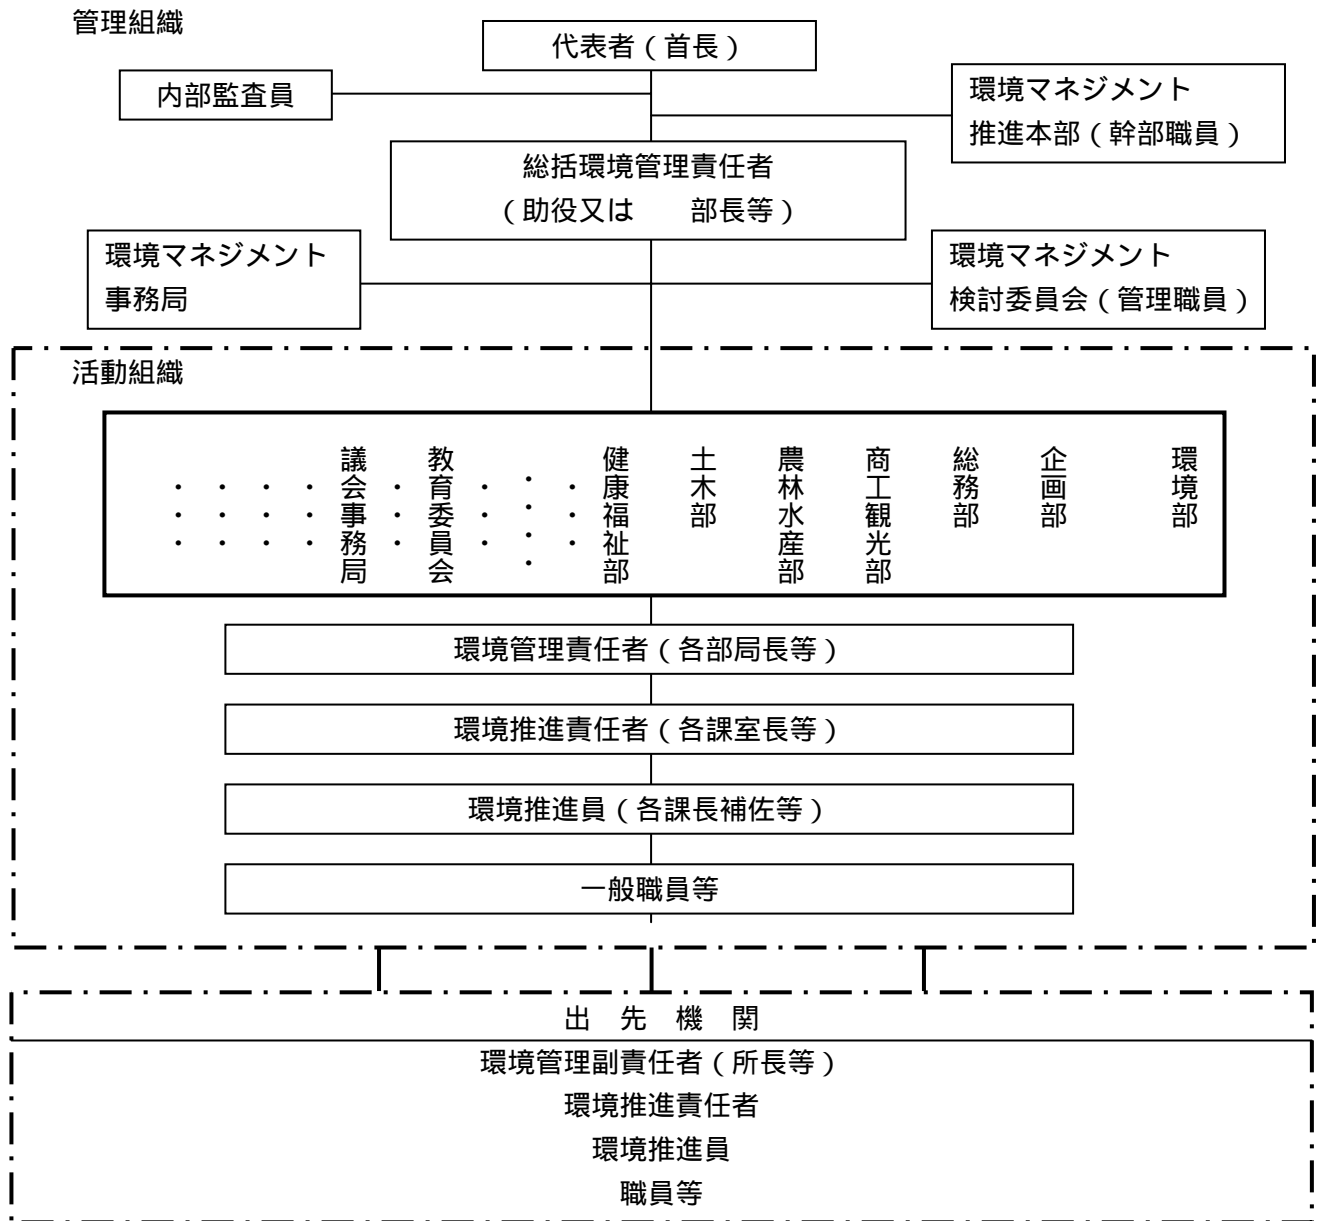 管理組織
代表者（首長）
内部監査員
環境マネジメント
推進本部（幹部職員）
総括環境管理責任者
（助役又は　　部長等）
環境マネジメント
事務局
環境マネジメント
検討委員会（管理職員）
活動組織
環境部
企画部
総務部
商工観光部
農林水産部
土木部
健康福祉部
・・・
・・・・
・・・
教育委員会
・・・
議会事務局
・・・
・・・
・・・
・・・
環境管理責任者（各部局長等）
環境推進責任者（各課室長等）
環境推進員（各課長補佐等）
一般職員等
出　先　機　関
環境管理副責任者（所長等）
環境推進責任者
環境推進員
職員等